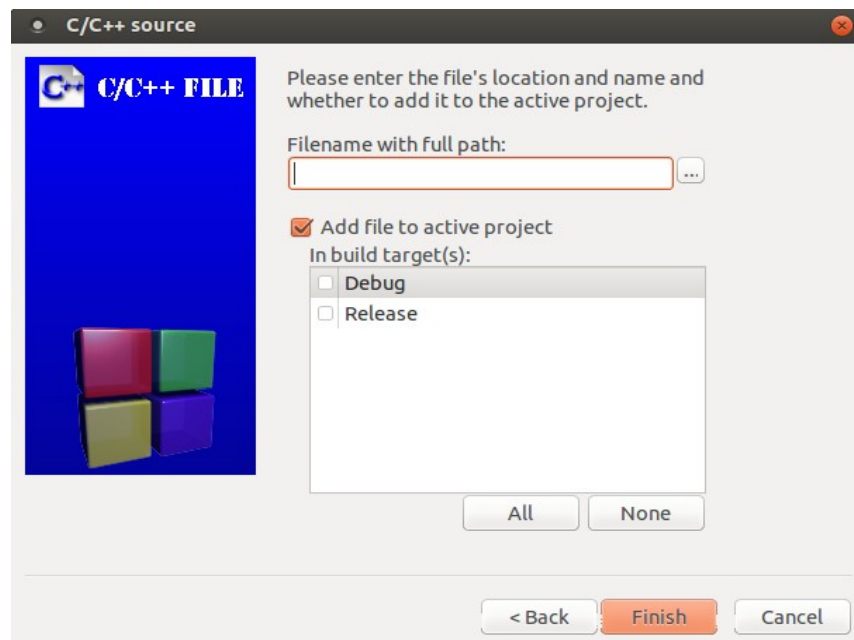 C/C++ source
C++
C/C++ FILE
Please enter the file's location and name and
whether to add it to the active project.
Filename with full path:
...
Add file to active project
In build target(s):
Debug
Release
All
None
< Back
Finish
Cancel